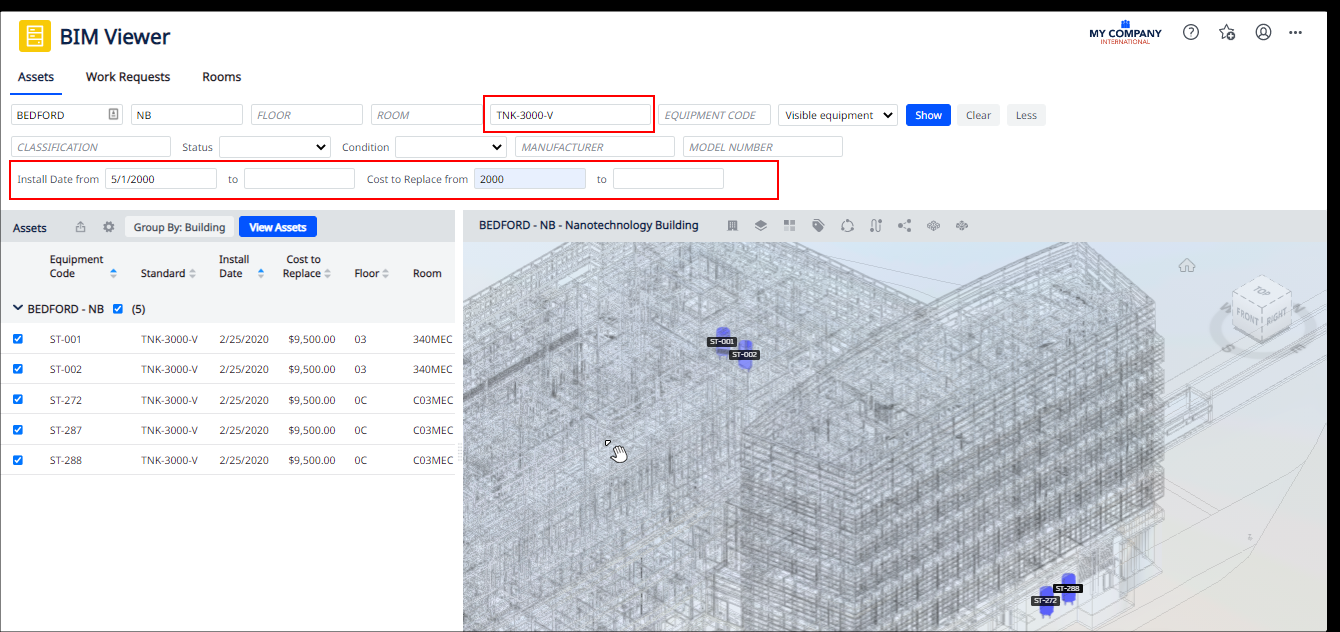 BIM Viewer
MY COMPANY
INTERNATIONAL
Assets Work Requests Rooms
BEDFORD NB FLOOR ROOM TNK-3000-V EQUIPMENT CODE Visible equipment Show Clear Less
CLASSIFICATION Status Condition MANUFACTURER MODEL NUMBER
Install Date from 5/1/2000 to Cost to Replace from 2000 to
Assets Group By: Building View Assets
Equipment Code Standard Install Date Cost to Replace Floor Room
BEDFORD - NB (5)
ST-001 TNK-3000-V 2/25/2020 $9,500.00 03 340MEC
ST-002 TNK-3000-V 2/25/2020 $9,500.00 03 340MEC
ST-272 TNK-3000-V 2/25/2020 $9,500.00 0C C03MEC
ST-287 TNK-3000-V 2/25/2020 $9,500.00 0C C03MEC
ST-288 TNK-3000-V 2/25/2020 $9,500.00 0C C03MEC
BEDFORD - NB - Nanotechnology Building
TOP
FRONT RIGHT
ST-001
ST-002
ST-288
ST-272